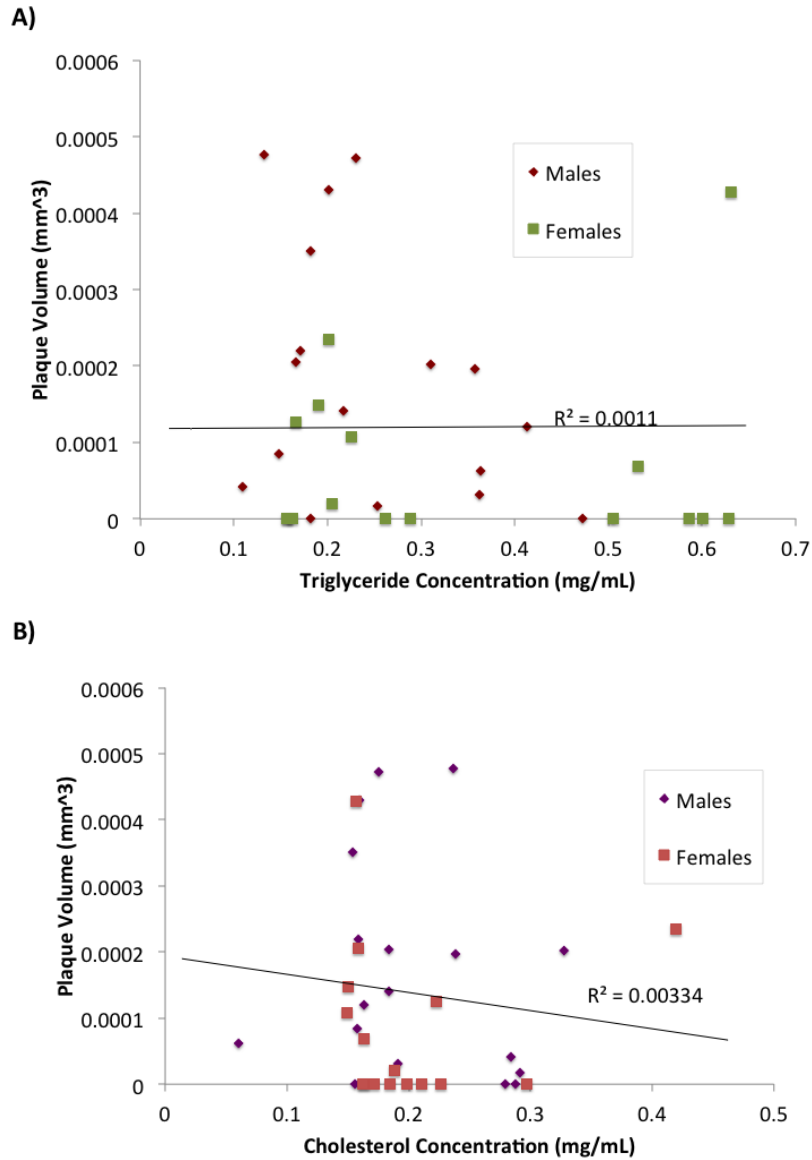 A)
0.0006
0.0005
0.0004
0.0003
0.0002
0.0001
0
Plaque Volume (mm^3)
Males
Females
R² = 0.0011
0 0.1 0.2 0.3 0.4 0.5 0.6 0.7
Triglyceride Concentration (mg/mL)
B)
0.0006
0.0005
0.0004
0.0003
0.0002
0.0001
0
Plaque Volume (mm^3)
Males
Females
R² = 0.00334
0 0.1 0.2 0.3 0.4 0.5
Cholesterol Concentration (mg/mL)